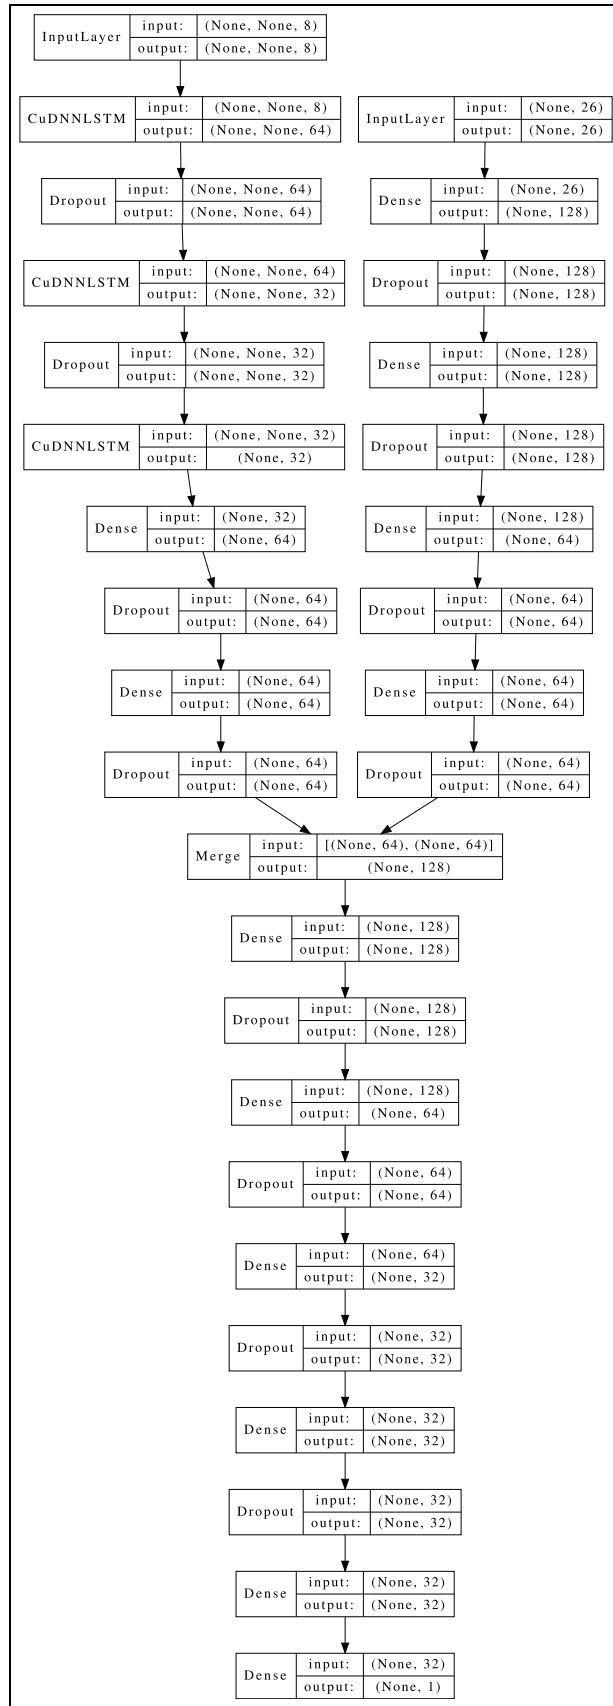 InputLayer
input: (None, None, 8)
output: (None, None, 8)
CuDNNLSTM
input: (None, None, 8)
output: (None, None, 64)
Dropout
input: (None, None, 64)
output: (None, None, 64)
CuDNNLSTM
input: (None, None, 64)
output: (None, None, 32)
Dropout
input: (None, None, 32)
output: (None, None, 32)
CuDNNLSTM
input: (None, None, 32)
output: (None, 32)
Dense
input: (None, 32)
output: (None, 64)
Dropout
input: (None, 64)
output: (None, 64)
Dense
input: (None, 64)
output: (None, 64)
Dropout
input: (None, 64)
output: (None, 64)
InputLayer
input: (None, 26)
output: (None, 26)
Dense
input: (None, 26)
output: (None, 128)
Dropout
input: (None, 128)
output: (None, 128)
Dense
input: (None, 128)
output: (None, 128)
Dropout
input: (None, 128)
output: (None, 128)
Dense
input: (None, 128)
output: (None, 64)
Dropout
input: (None, 64)
output: (None, 64)
Dense
input: (None, 64)
output: (None, 64)
Dropout
input: (None, 64)
output: (None, 64)
Merge
input: [(None, 64), (None, 64)]
output: (None, 128)
Dense
input: (None, 128)
output: (None, 128)
Dropout
input: (None, 128)
output: (None, 128)
Dense
input: (None, 128)
output: (None, 64)
Dropout
input: (None, 64)
output: (None, 64)
Dense
input: (None, 64)
output: (None, 32)
Dropout
input: (None, 32)
output: (None, 32)
Dense
input: (None, 32)
output: (None, 32)
Dropout
input: (None, 32)
output: (None, 32)
Dense
input: (None, 32)
output: (None, 32)
Dense
input: (None, 32)
output: (None, 1)